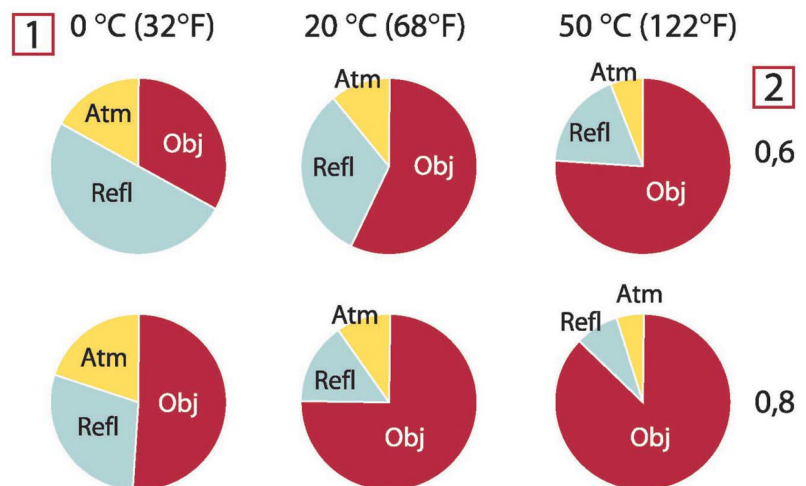 1 0 °C (32°F) 20 °C (68°F) 50 °C (122°F)
2
0,6
Atm Obj Refl
Atm Refl Obj
Atm Refl Obj
0,8
Atm Obj Refl
Atm Refl Obj
Atm Refl Obj